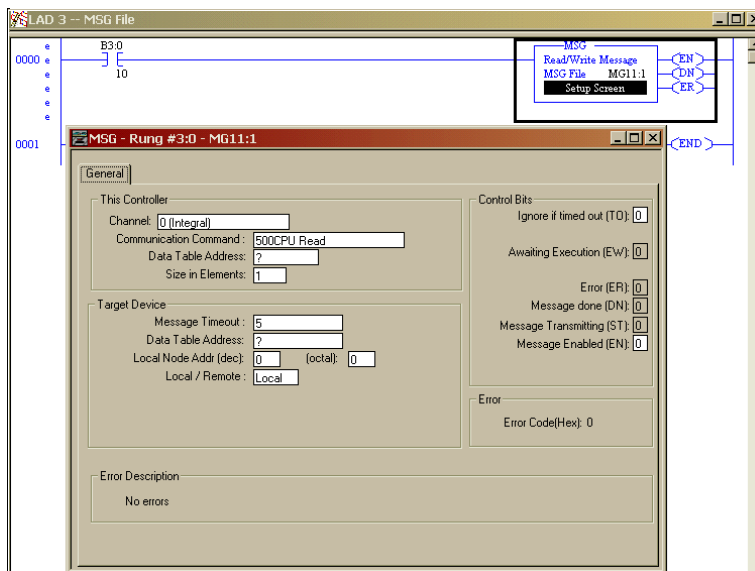 LAD 3 -- MSG File
e
0000 e
e
e
e
e
B3:0
10
MSG
Read/Write Message
MSG File MG11:1
Setup Screen
EN
DN
ER
0001
END
MSG - Rung #3:0 - MG11:1
General
This Controller
Channel: 0 (Integral)
Communication Command : 500CPU Read
Data Table Address: ?
Size in Elements: 1
Target Device
Message Timeout : 5
Data Table Address: ?
Local Node Addr (dec): 0 (octal): 0
Local / Remote : Local
Control Bits
Ignore if timed out (TO): 0
Awaiting Execution (EW): 0
Error (ER): 0
Message done (DN): 0
Message Transmitting (ST): 0
Message Enabled (EN): 0
Error
Error Code(Hex): 0
Error Description
No errors